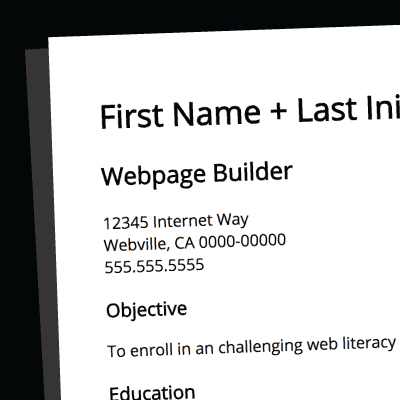 First Name + Last Ini
Webpage Builder
12345 Internet Way
Webville, CA 0000-00000
555.555.5555
Objective
To enroll in an challenging web literacy
Education